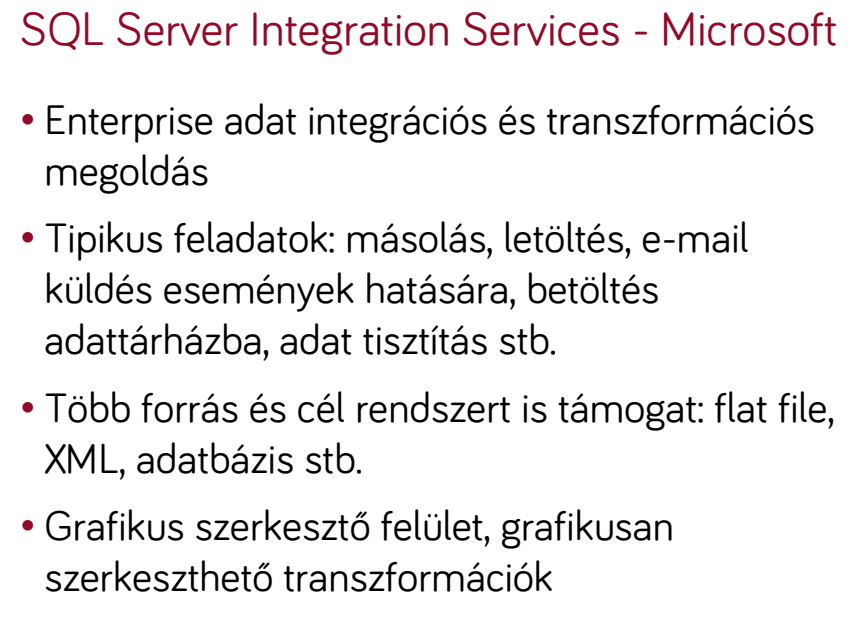 SQL Server Integration Services - Microsoft
• Enterprise adat integrációs és transzformációs
megoldás
• Tipikus feladatok: másolás, letöltés, e-mail
küldés események hatására, betöltés
adattárházba, adat tisztítás stb.
• Több forrás és cél rendszert is támogat: flat file,
XML, adatbázis stb.
• Grafikus szerkesztő felület, grafikusan
szerkeszthető transzformációk